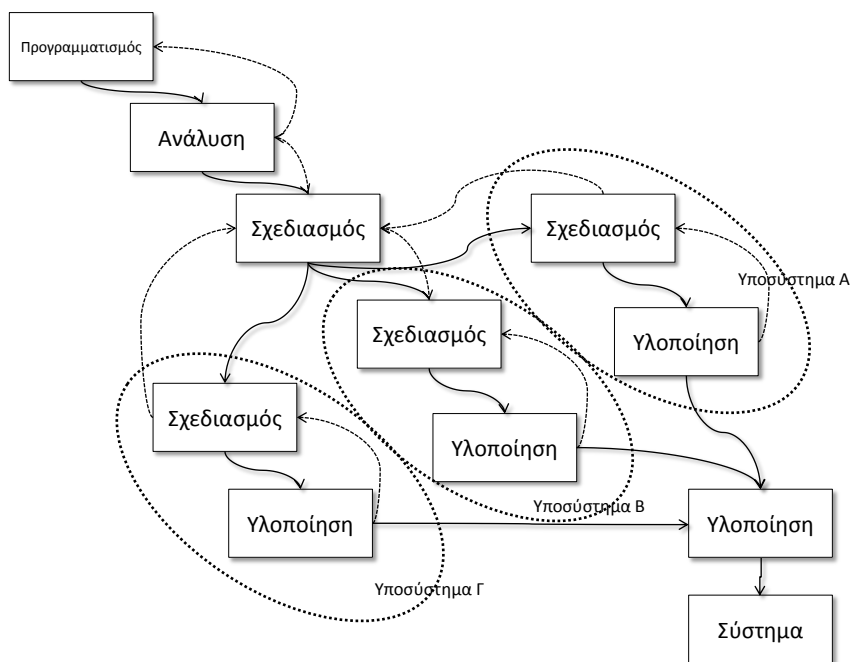 Προγραμματισμός
Ανάλυση
Σχεδιασμός
Σχεδιασμός
Υποσύστημα Α
Σχεδιασμός
Υλοποίηση
Σχεδιασμός
Υλοποίηση
Υποσύστημα Β
Υλοποίηση
Υλοποίηση
Υποσύστημα Γ
Σύστημα